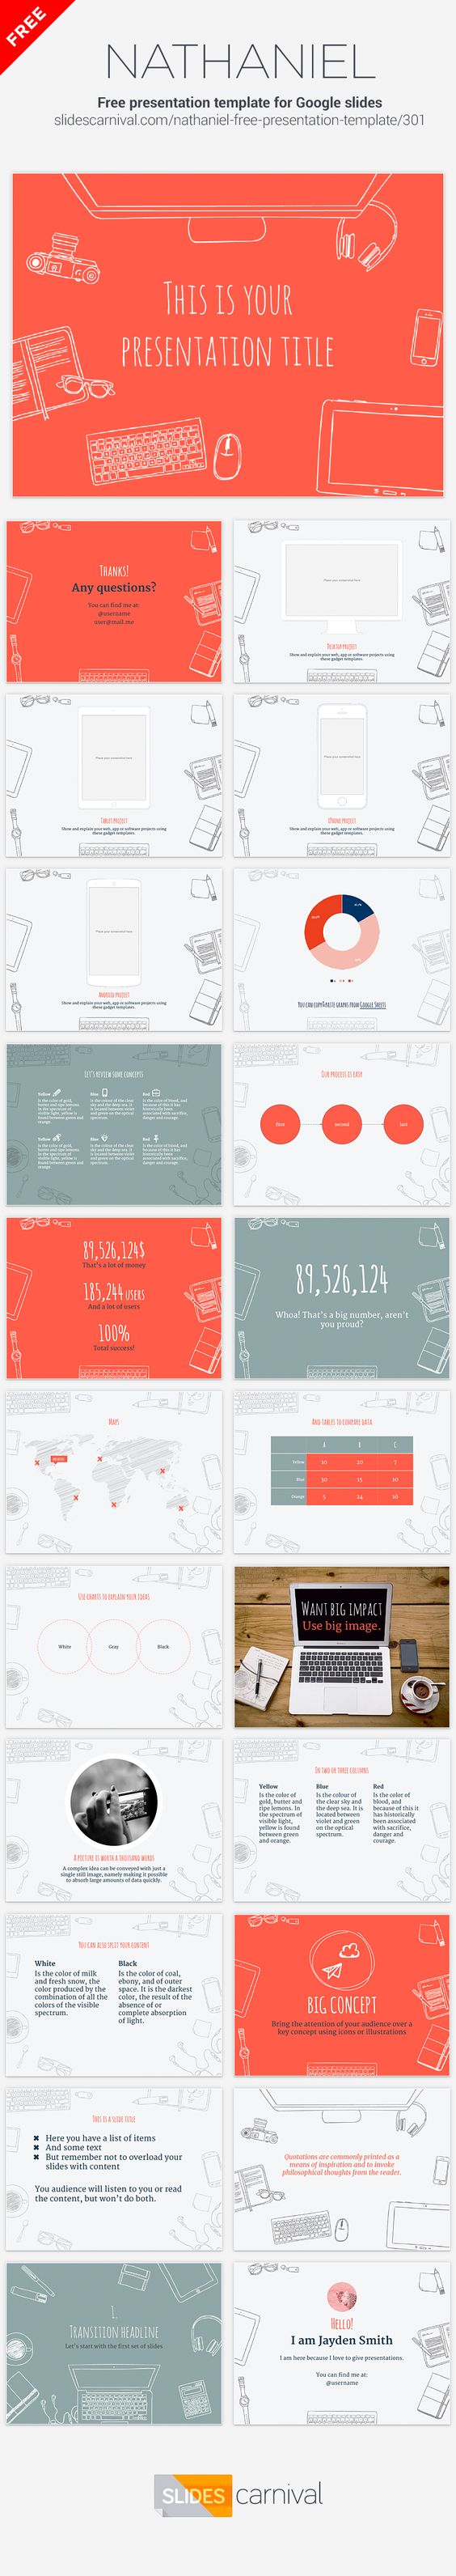 FREE
NATHANIEL
Free presentation template for Google slides
slidescarnival.com/nathaniel-free-presentation-template/301
THIS IS YOUR
PRESENTATION TITLE
THANKS!
Any questions?
You can find me at:
@username
user@mail.me
Place your screenshot here
DESKTOP PROJECT
Show and explain your web, app or software projects using
these gadget templates.
Place your screenshot here
TABLET PROJECT
Show and explain your web, app or software projects using
these gadget templates.
Place your screenshot here
IPHONE PROJECT
Show and explain your web, app or software projects using
these gadget templates.
Place your screenshot here
ANDROID PROJECT
Show and explain your web, app or software projects using
these gadget templates.
YOU CAN COPY&PASTE GRAPHS FROM GOOGLE SHEETS
LET'S REVIEW SOME CONCEPTS
Yellow
Is the color of gold,
butter and ripe lemons.
In the spectrum of
visible light, yellow is
found between green and
orange.
Blue
Is the colour of the clear
sky and the deep sea. It
is located between violet
and green on the optical
spectrum.
Red
Is the color of blood, and
because of this it has
historically been
associated with sacrifice,
danger and courage.
Yellow
Is the color of gold,
butter and ripe lemons.
In the spectrum of
visible light, yellow is
found between green and
orange.
Blue
Is the colour of the clear
sky and the deep sea. It
is located between violet
and green on the optical
spectrum.
Red
Is the color of blood, and
because of this it has
historically been
associated with sacrifice,
danger and courage.
OUR PROCESS IS EASY
first
second
last
89,526,124$
That's a lot of money
185,244 USERS
And a lot of users
100%
Total success!
89,526,124
Whoa! That's a big number, aren't
you proud?
MAPS
AND TABLES TO COMPARE DATA
A B C
Yellow 10 20 7
Blue 30 15 10
Orange 5 24 16
USE CHARTS TO EXPLAIN YOUR IDEAS
White
Gray
Black
WANT BIG IMPACT
Use big image.
A PICTURE IS WORTH A THOUSAND WORDS
A complex idea can be conveyed with just a
single still image, namely making it possible
to absorb large amounts of data quickly.
IN TWO OR THREE COLUMNS
Yellow
Is the color of
gold, butter and
ripe lemons. In
the spectrum of
visible light,
yellow is found
between green
and orange.
Blue
Is the colour of
the clear sky and
the deep sea. It is
located between
violet and green
on the optical
spectrum.
Red
Is the color of
blood, and
because of this it
has historically
been associated
with sacrifice,
danger and
courage.
YOU CAN ALSO SPLIT YOUR CONTENT
White
Is the color of milk
and fresh snow, the
color produced by the
combination of all the
colors of the visible
spectrum.
Black
Is the color of coal,
ebony, and of outer
space. It is the darkest
color, the result of the
absence of or
complete absorption
of light.
BIG CONCEPT
Bring the attention of your audience over a
key concept using icons or illustrations
THIS IS A SLIDE TITLE
Here you have a list of items
And some text
But remember not to overload your
slides with content
You audience will listen to you or read
the content, but won't do both.
Quotations are commonly printed as a
means of inspiration and to invoke
philosophical thoughts from the reader.
1.
TRANSITION HEADLINE
Let's start with the first set of slides
HELLO!
I am Jayden Smith
I am here because I love to give presentations.
You can find me at:
@username
SLIDES carnival